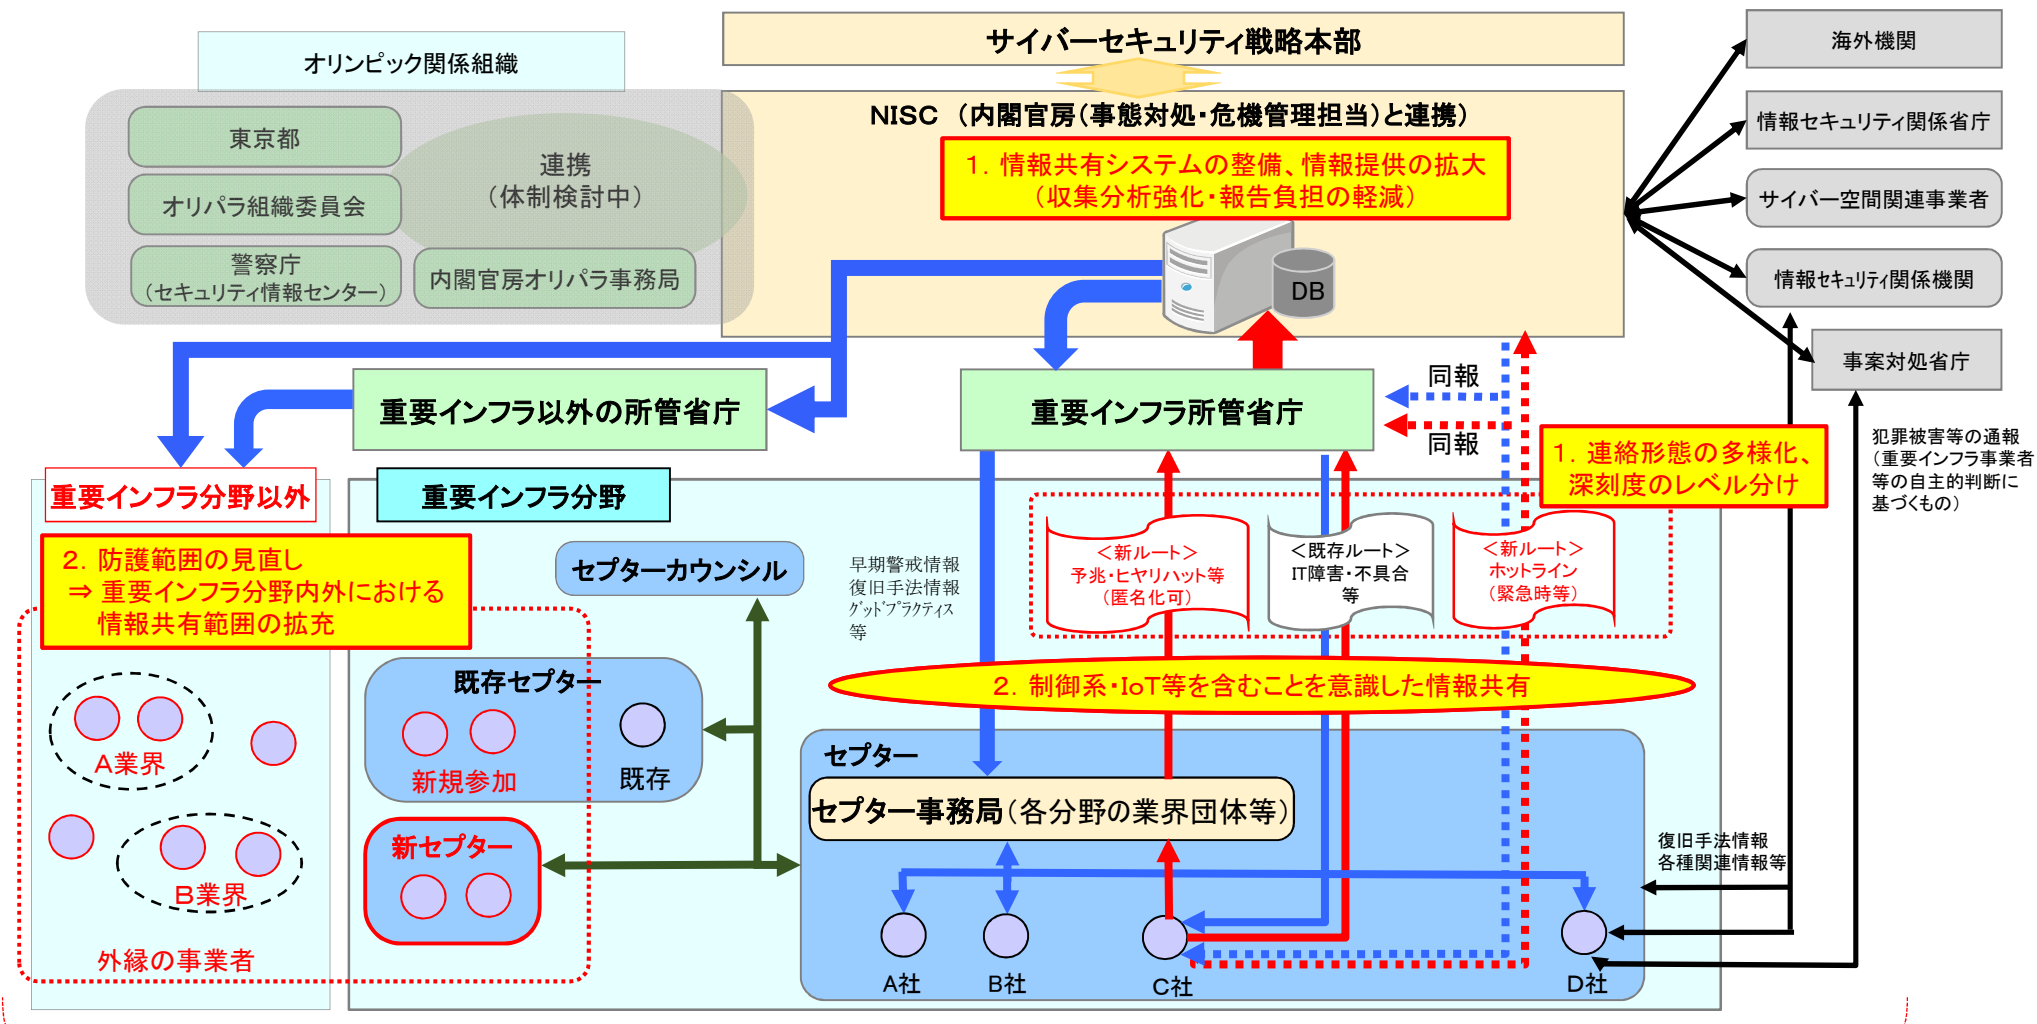 サイバーセキュリティ戦略本部
オリンピック関係組織
東京都
オリパラ組織委員会
警察庁
（セキュリティ情報センター）
連携
（体制検討中）
内閣官房オリパラ事務局
NISC （内閣官房（事態対処・危機管理担当）と連携）
1．情報共有システムの整備、情報提供の拡大
（収集分析強化・報告負担の軽減）
DB
海外機関
情報セキュリティ関係省庁
サイバー空間関連事業者
情報セキュリティ関係機関
事案対処省庁
犯罪被害等の通報
（重要インフラ事業者
等の自主的判断に
基づくもの）
重要インフラ以外の所管省庁
重要インフラ所管省庁
同報
同報
1．連絡形態の多様化、
深刻度のレベル分け
重要インフラ分野以外
重要インフラ分野
2．防護範囲の見直し
⇒ 重要インフラ分野内外における
情報共有範囲の拡充
セプターカウンシル
早期警戒情報
復旧手法情報
グッドプラクティス
等
＜新ルート＞
予兆・ヒヤリハット等
（匿名化可）
＜既存ルート＞
IT障害・不具合
等
＜新ルート＞
ホットライン
（緊急時等）
2．制御系・IoT等を含むことを意識した情報共有
既存セプター
新規参加
既存
新セプター
A業界
B業界
外縁の事業者
セプター
セプター事務局（各分野の業界団体等）
A社
B社
C社
D社
復旧手法情報
各種関連情報等